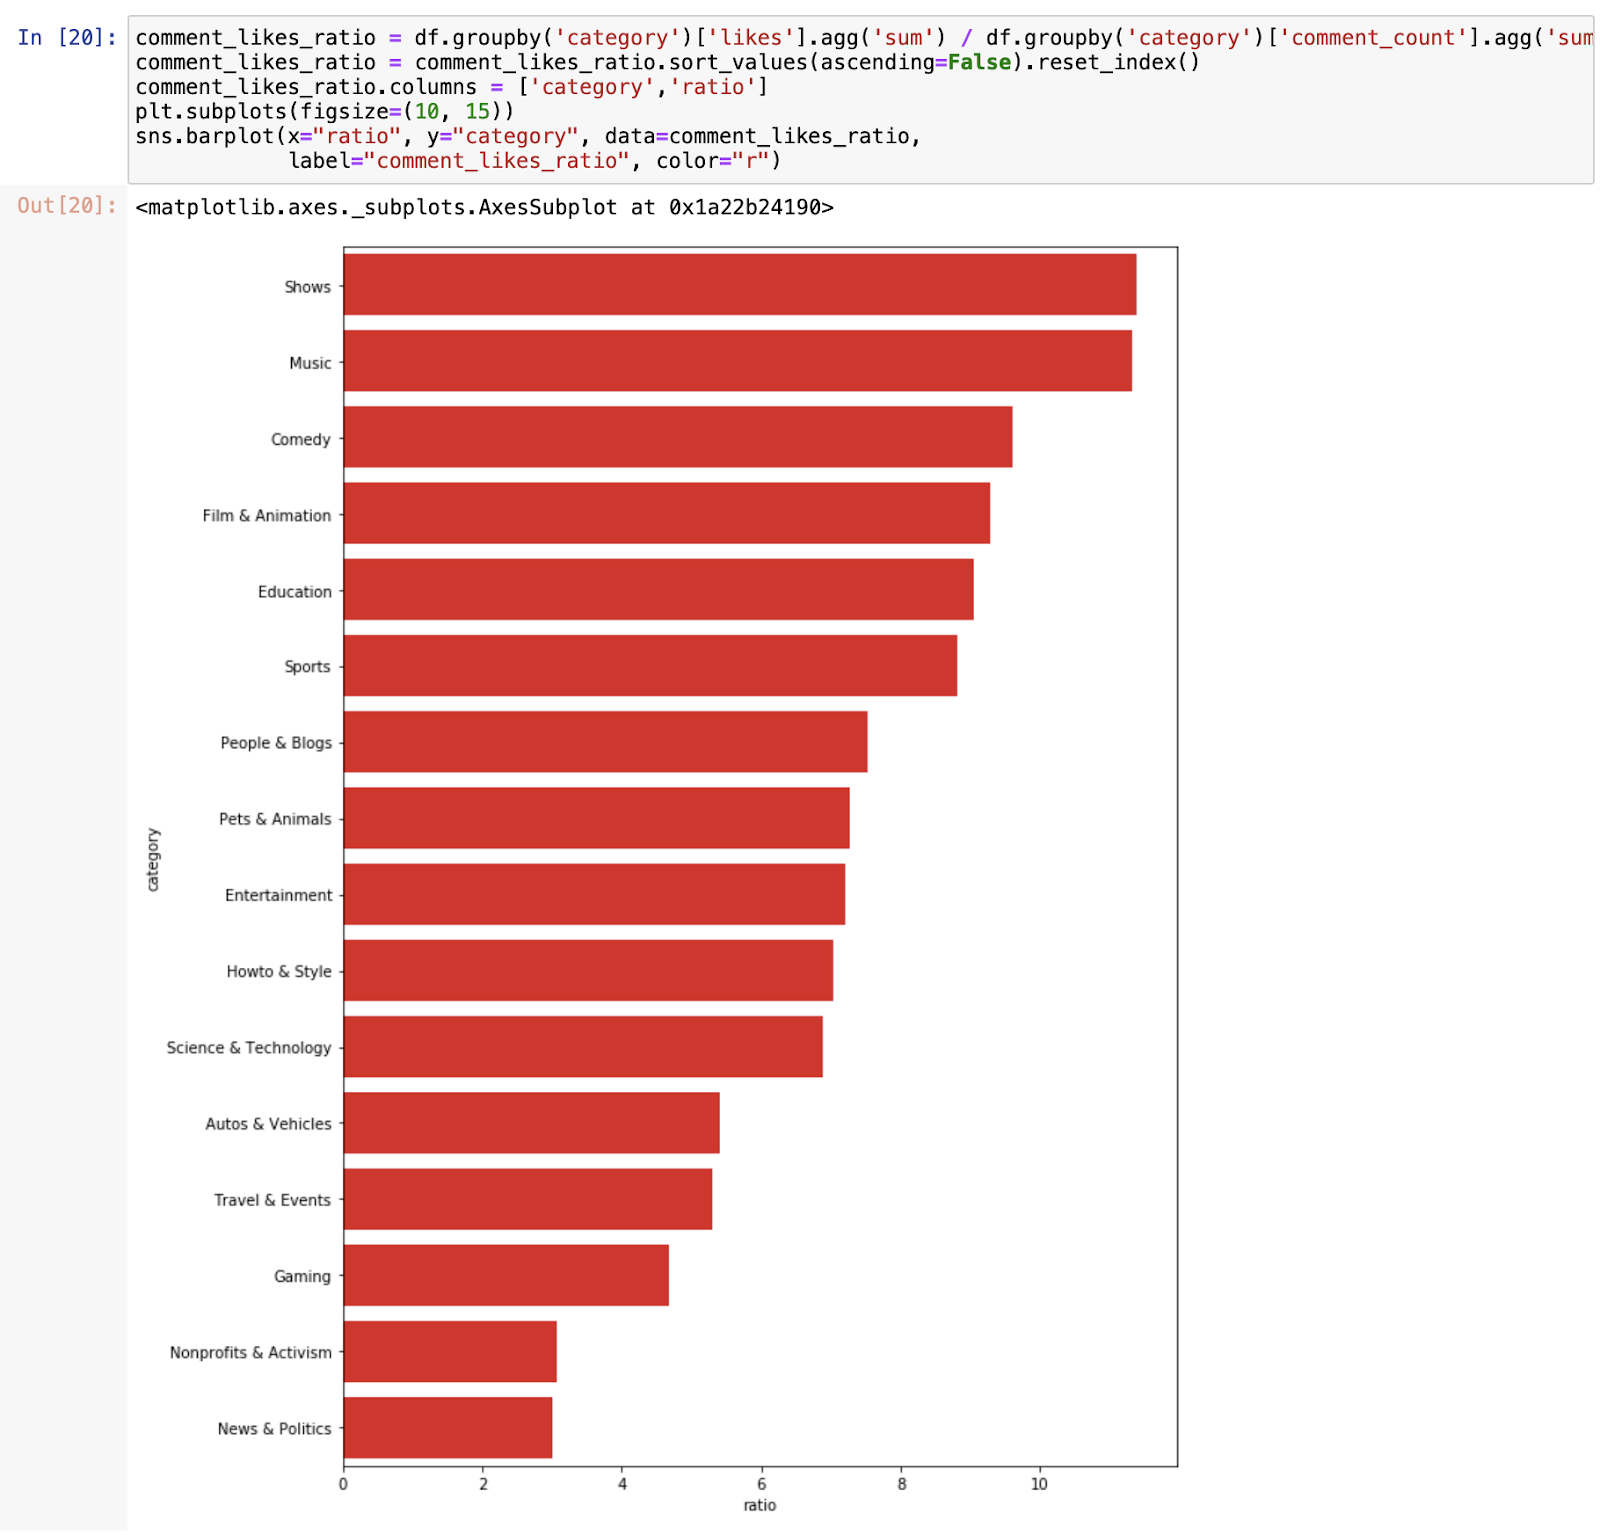 In [20]: comment_likes_ratio = df.groupby('category')['likes'].agg('sum') / df.groupby('category')['comment_count'].agg('sum
comment_likes_ratio = comment_likes_ratio.sort_values(ascending=False).reset_index()
comment_likes_ratio.columns = ['category','ratio']
plt.subplots(figsize=(10, 15))
sns.barplot(x="ratio", y="category", data=comment_likes_ratio,
label="comment_likes_ratio", color="r")
Out[20]: <matplotlib.axes._subplots.AxesSubplot at 0x1a22b24190>
Shows
Music
Comedy
Film & Animation
Education
Sports
People & Blogs
Pets & Animals
category
Entertainment
Howto & Style
Science & Technology
Autos & Vehicles
Travel & Events
Gaming
Nonprofits & Activism
News & Politics
0 2 4 6 8 10
ratio